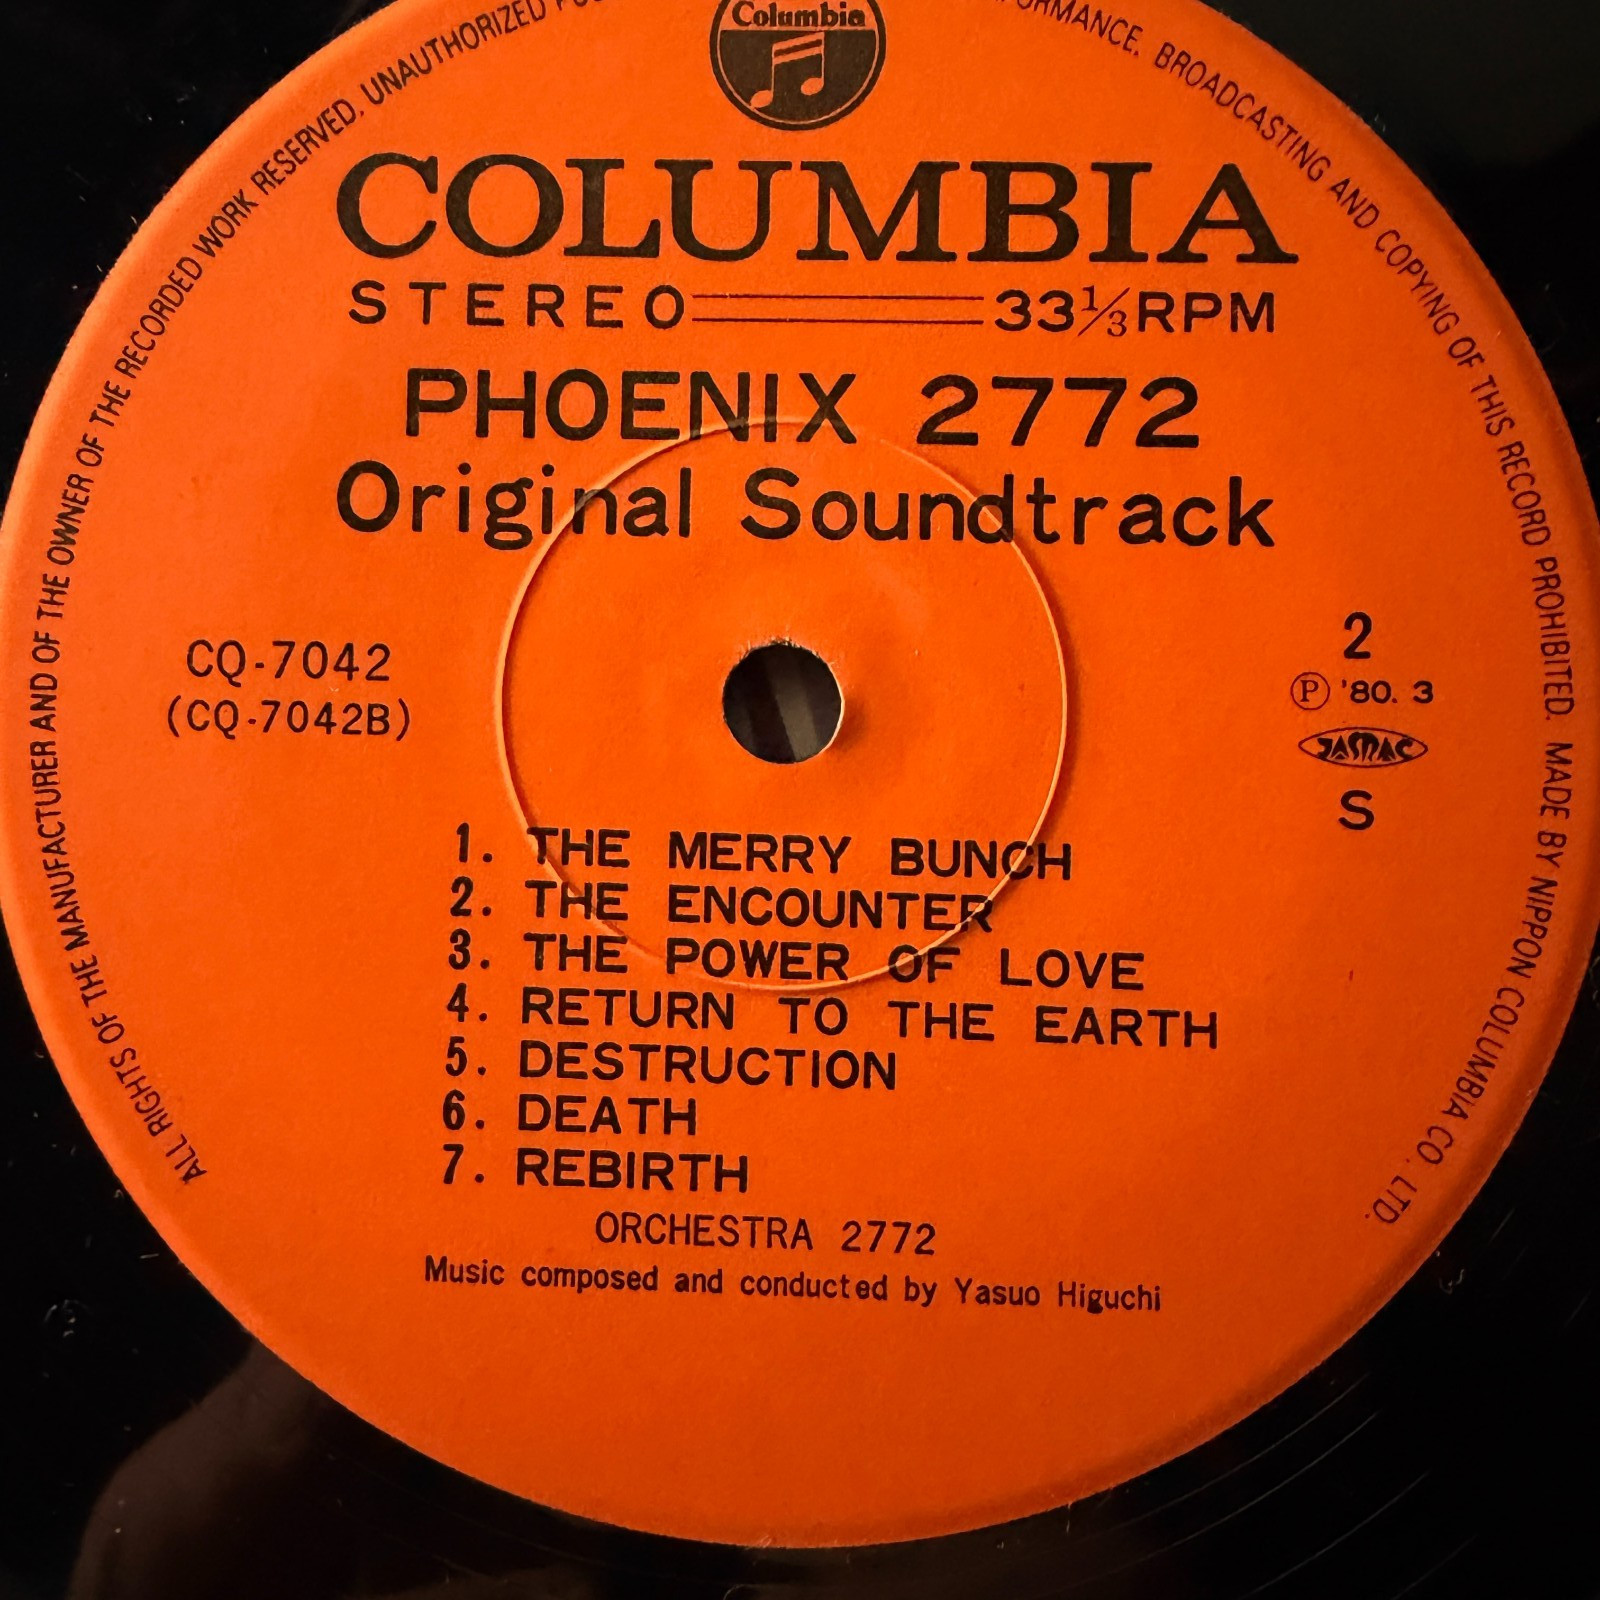 Columbia
COLUMBIA
STEREO 33⅓RPM
PHOENIX 2772
Original Soundtrack
CQ-7042
(CQ-7042B)
2
Ⓟ '80. 3
JASRAC
S
1. THE MERRY BUNCH
2. THE ENCOUNTER
3. THE POWER OF LOVE
4. RETURN TO THE EARTH
5. DESTRUCTION
6. DEATH
7. REBIRTH
ORCHESTRA 2772
Music composed and conducted by Yasuo Higuchi
ALL RIGHTS OF THE MANUFACTURER AND OF THE OWNER OF THE RECORDED WORK RESERVED. UNAUTHORIZED
BROADCASTING AND COPYING OF THIS RECORD PROHIBITED. MADE BY NIPPON COLUMBIA CO., LTD.